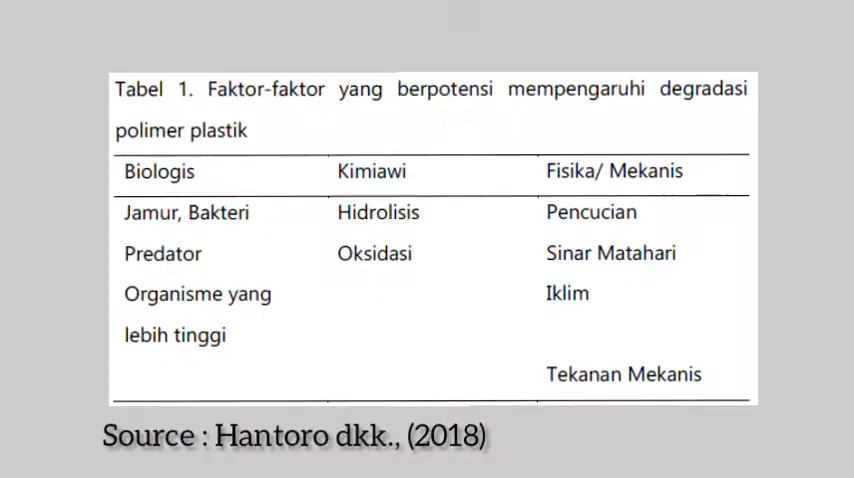 Tabel 1. Faktor-faktor yang berpotensi mempengaruhi degradasi
polimer plastik
Biologis Kimiawi Fisika/ Mekanis
Jamur, Bakteri Hidrolisis Pencucian
Predator Oksidasi Sinar Matahari
Organisme yang Iklim
lebih tinggi
Tekanan Mekanis
Source : Hantoro dkk., (2018)